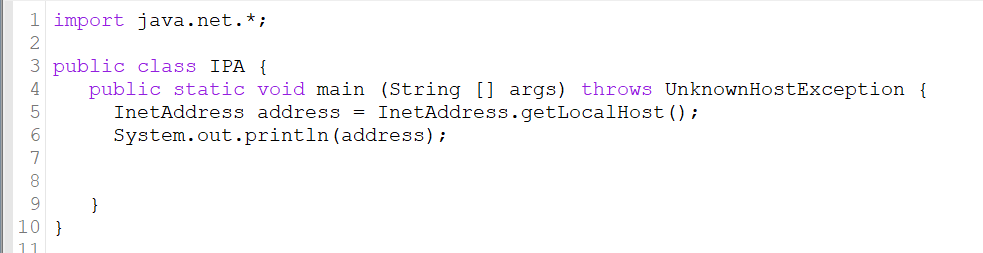 1 import java.net.*;
2
3 public class IPA {
4 public static void main (String [] args) throws UnknownHostException {
5 InetAddress address = InetAddress.getLocalHost();
6 System.out.println(address);
7
8
9 }
10 }
11